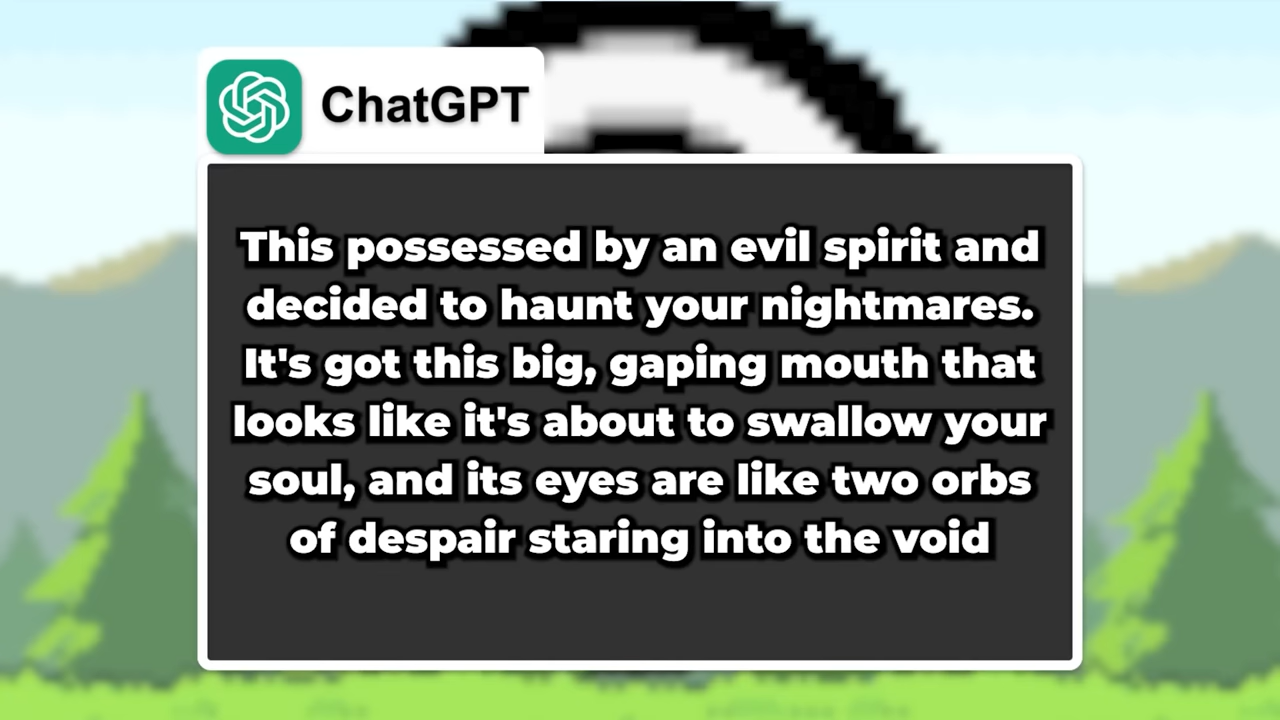 ChatGPT
This possessed by an evil spirit and
decided to haunt your nightmares.
It's got this big, gaping mouth that
looks like it's about to swallow your
soul, and its eyes are like two orbs
of despair staring into the void